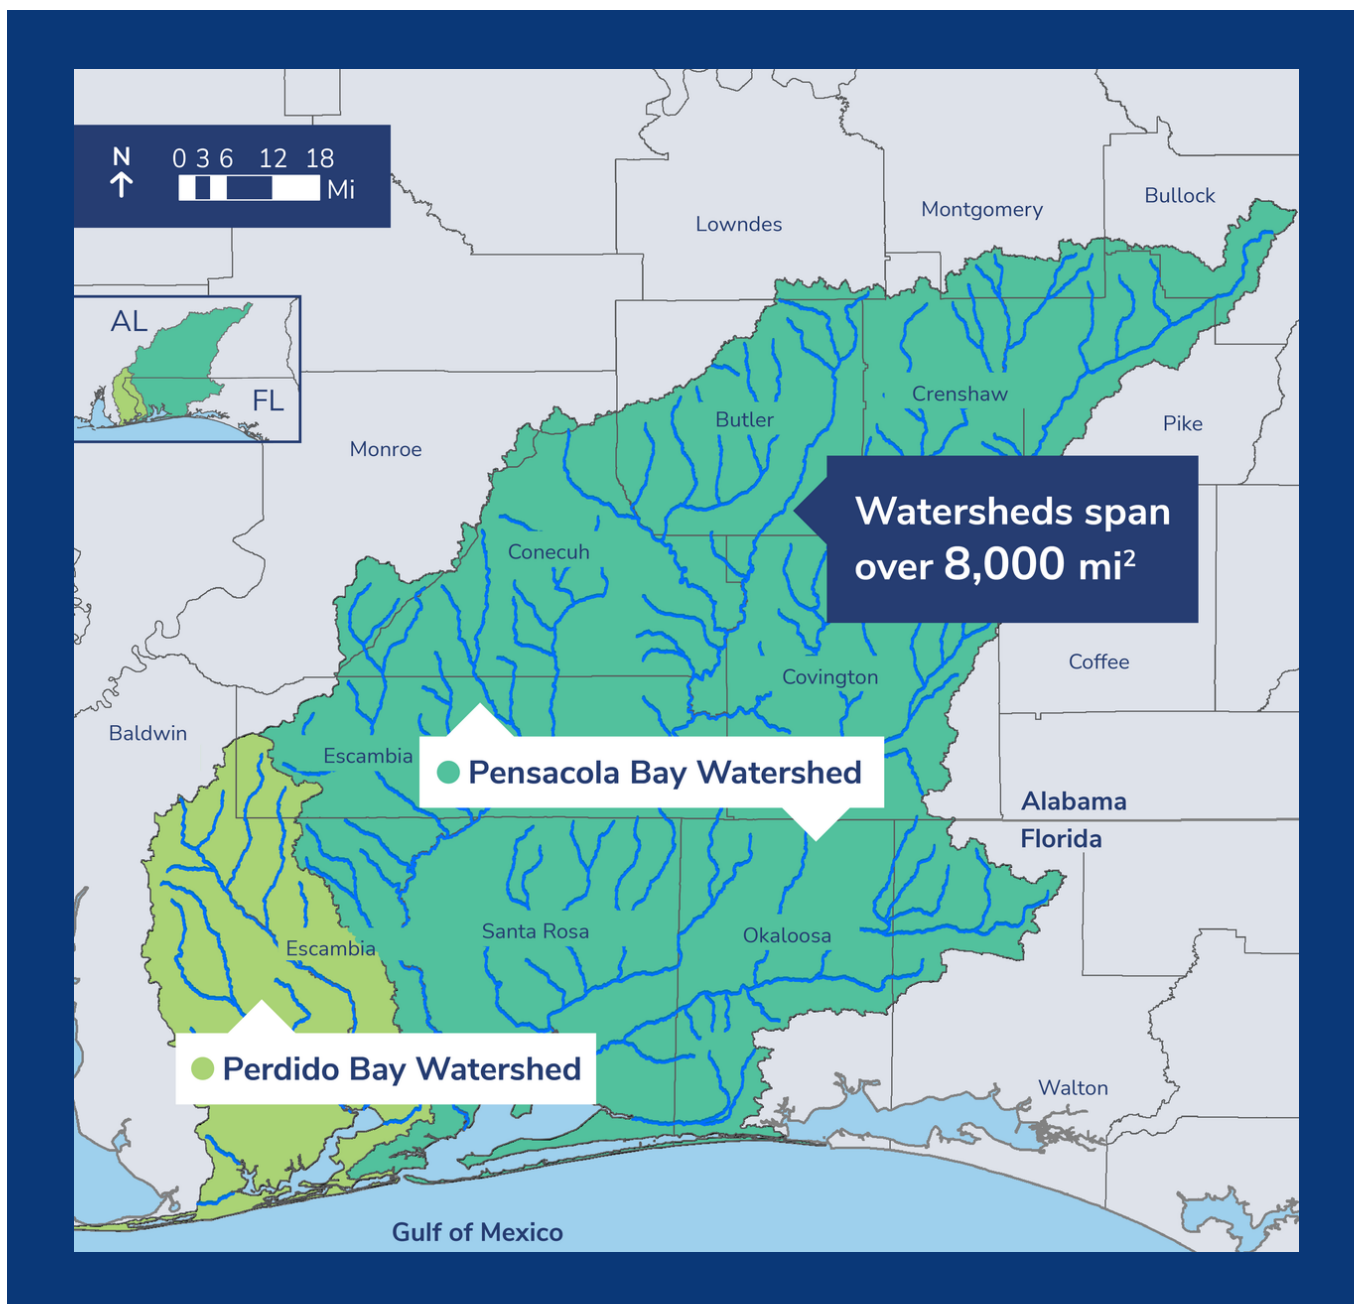 N
0 3 6 12 18
Mi
AL
FL
Lowndes
Montgomery
Bullock
Crenshaw
Butler
Pike
Monroe
Watersheds span
over 8,000 mi²
Conecuh
Coffee
Covington
Baldwin
Escambia
Pensacola Bay Watershed
Alabama
Florida
Santa Rosa
Okaloosa
Escambia
Perdido Bay Watershed
Walton
Gulf of Mexico